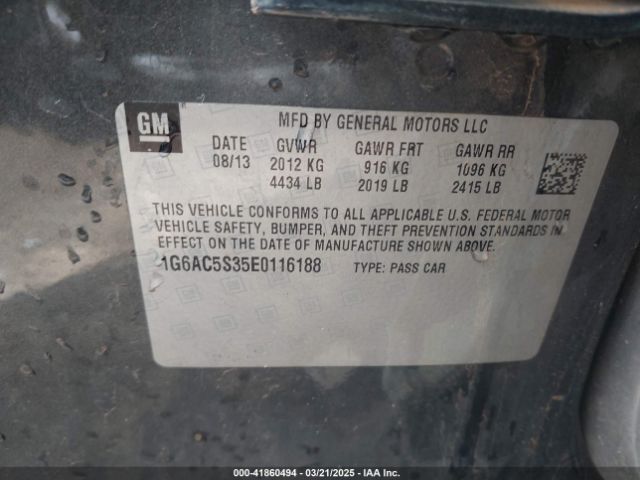 GM
MFD BY GENERAL MOTORS LLC
DATE GVWR GAWR FRT GAWR RR
08/13 2012 KG 916 KG 1096 KG
4434 LB 2019 LB 2415 LB
THIS VEHICLE CONFORMS TO ALL APPLICABLE U.S. FEDERAL MOTOR
VEHICLE SAFETY, BUMPER, AND THEFT PREVENTION STANDARDS IN
EFFECT ON THE DATE OF MANUFACTURE SHOWN ABOVE.
1G6AC5S35E0116188 TYPE: PASS CAR
000-41860494 — 03/21/2025 — IAA Inc.